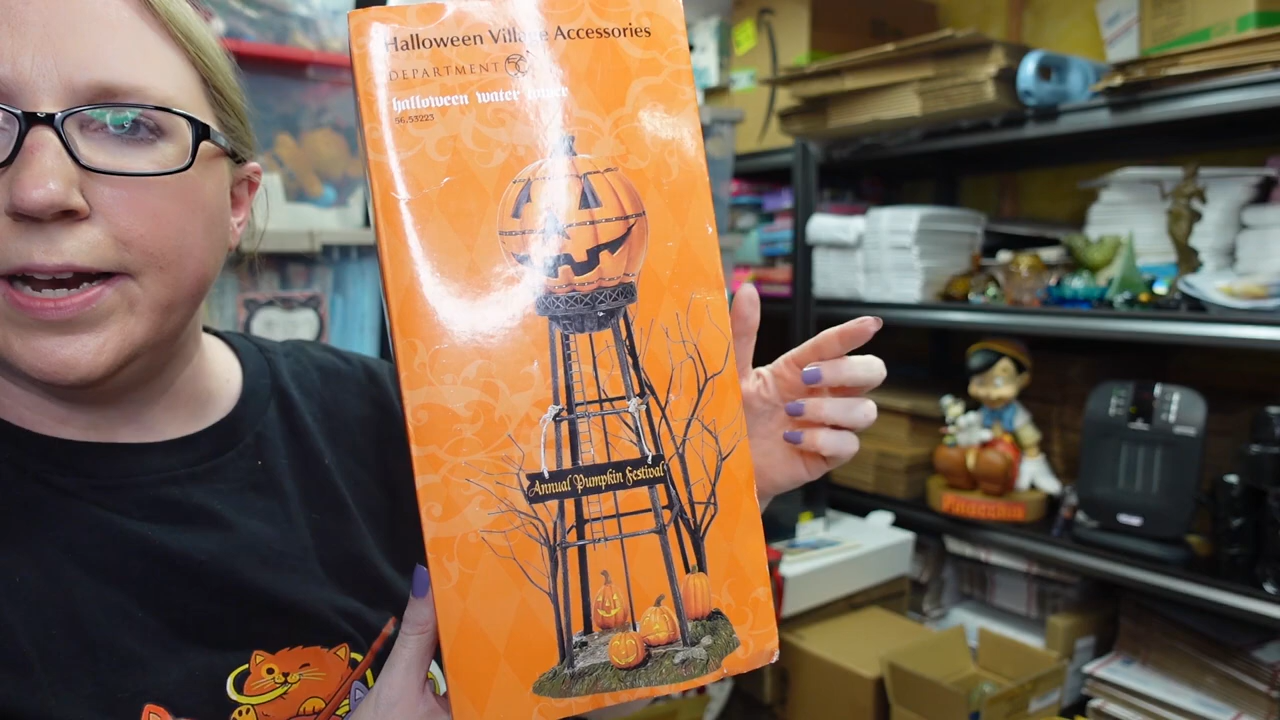 Halloween Village Accessories
DEPARTMENT 56
halloween water tower
56.53223
Annual Pumpkin Festival